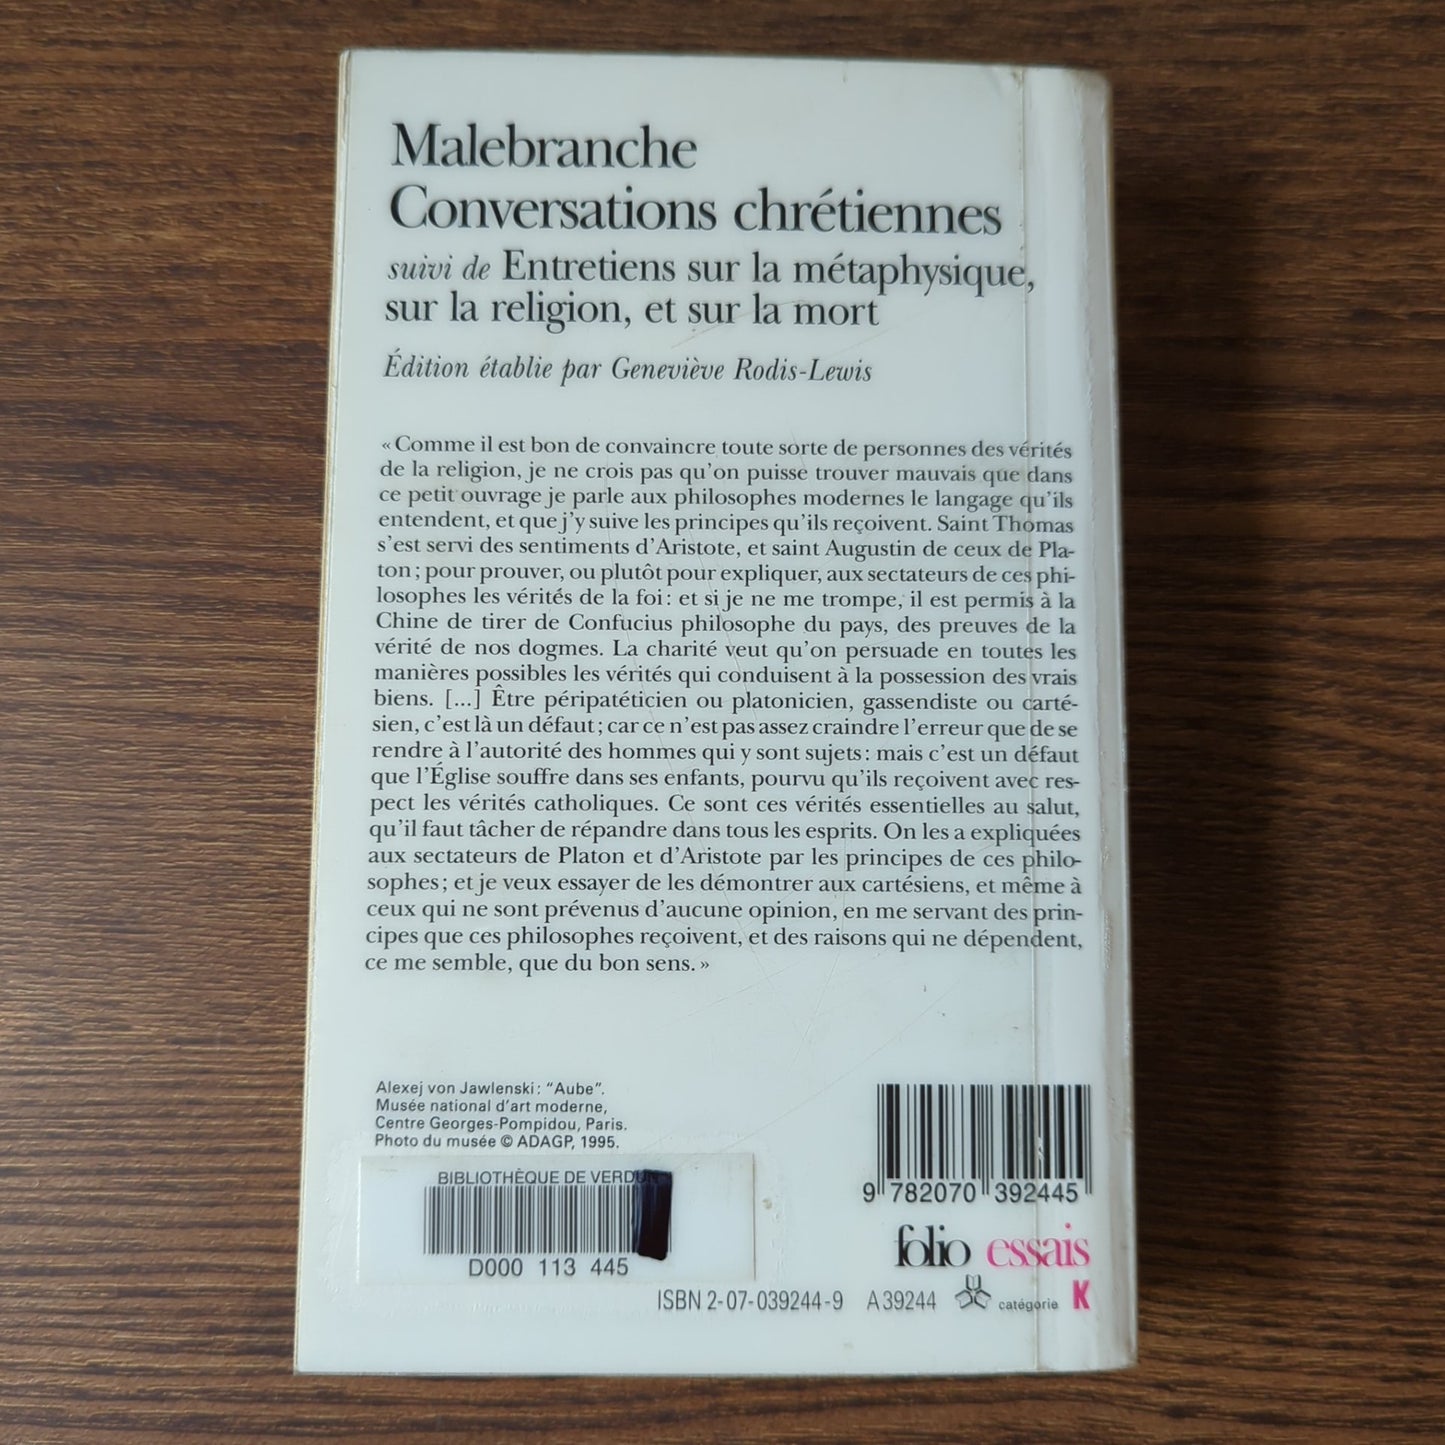 Malebranche
Conversations chrétiennes
suivi de Entretiens sur la métaphysique,
sur la religion, et sur la mort
Édition établie par Geneviève Rodis-Lewis
« Comme il est bon de convaincre toute sorte de personnes des vérités
de la religion, je ne crois pas qu'on puisse trouver mauvais que dans
ce petit ouvrage je parle aux philosophes modernes le langage qu'ils
entendent, et que j'y suive les principes qu'ils reçoivent. Saint Thomas
s'est servi des sentiments d'Aristote, et saint Augustin de ceux de Pla-
ton ; pour prouver, ou plutôt pour expliquer, aux sectateurs de ces phi-
losophes les vérités de la foi : et si je ne me trompe, il est permis à la
Chine de tirer de Confucius philosophe du pays, des preuves de la
vérité de nos dogmes. La charité veut qu'on persuade en toutes les
manières possibles les vérités qui conduisent à la possession des vrais
biens. [...] Être péripatéticien ou platonicien, gassendiste ou carté-
sien, c'est là un défaut ; car ce n'est pas assez craindre l'erreur que de se
rendre à l'autorité des hommes qui y sont sujets : mais c'est un défaut
que l'Église souffre dans ses enfants, pourvu qu'ils reçoivent avec res-
pect les vérités catholiques. Ce sont ces vérités essentielles au salut,
qu'il faut tâcher de répandre dans tous les esprits. On les a expliquées
aux sectateurs de Platon et d'Aristote par les principes de ces philo-
sophes ; et je veux essayer de les démontrer aux cartésiens, et même à
ceux qui ne sont prévenus d'aucune opinion, en me servant des prin-
cipes que ces philosophes reçoivent, et des raisons qui ne dépendent,
ce me semble, que du bon sens. »
Alexej von Jawlenski : "Aube".
Musée national d'art moderne,
Centre Georges-Pompidou, Paris.
Photo du musée © ADAGP, 1995.
BIBLIOTHÈQUE DE VERDUN
D000 113 445
9 782070 392445
folio essais
ISBN 2-07-039244-9 A 39244 catégorie K